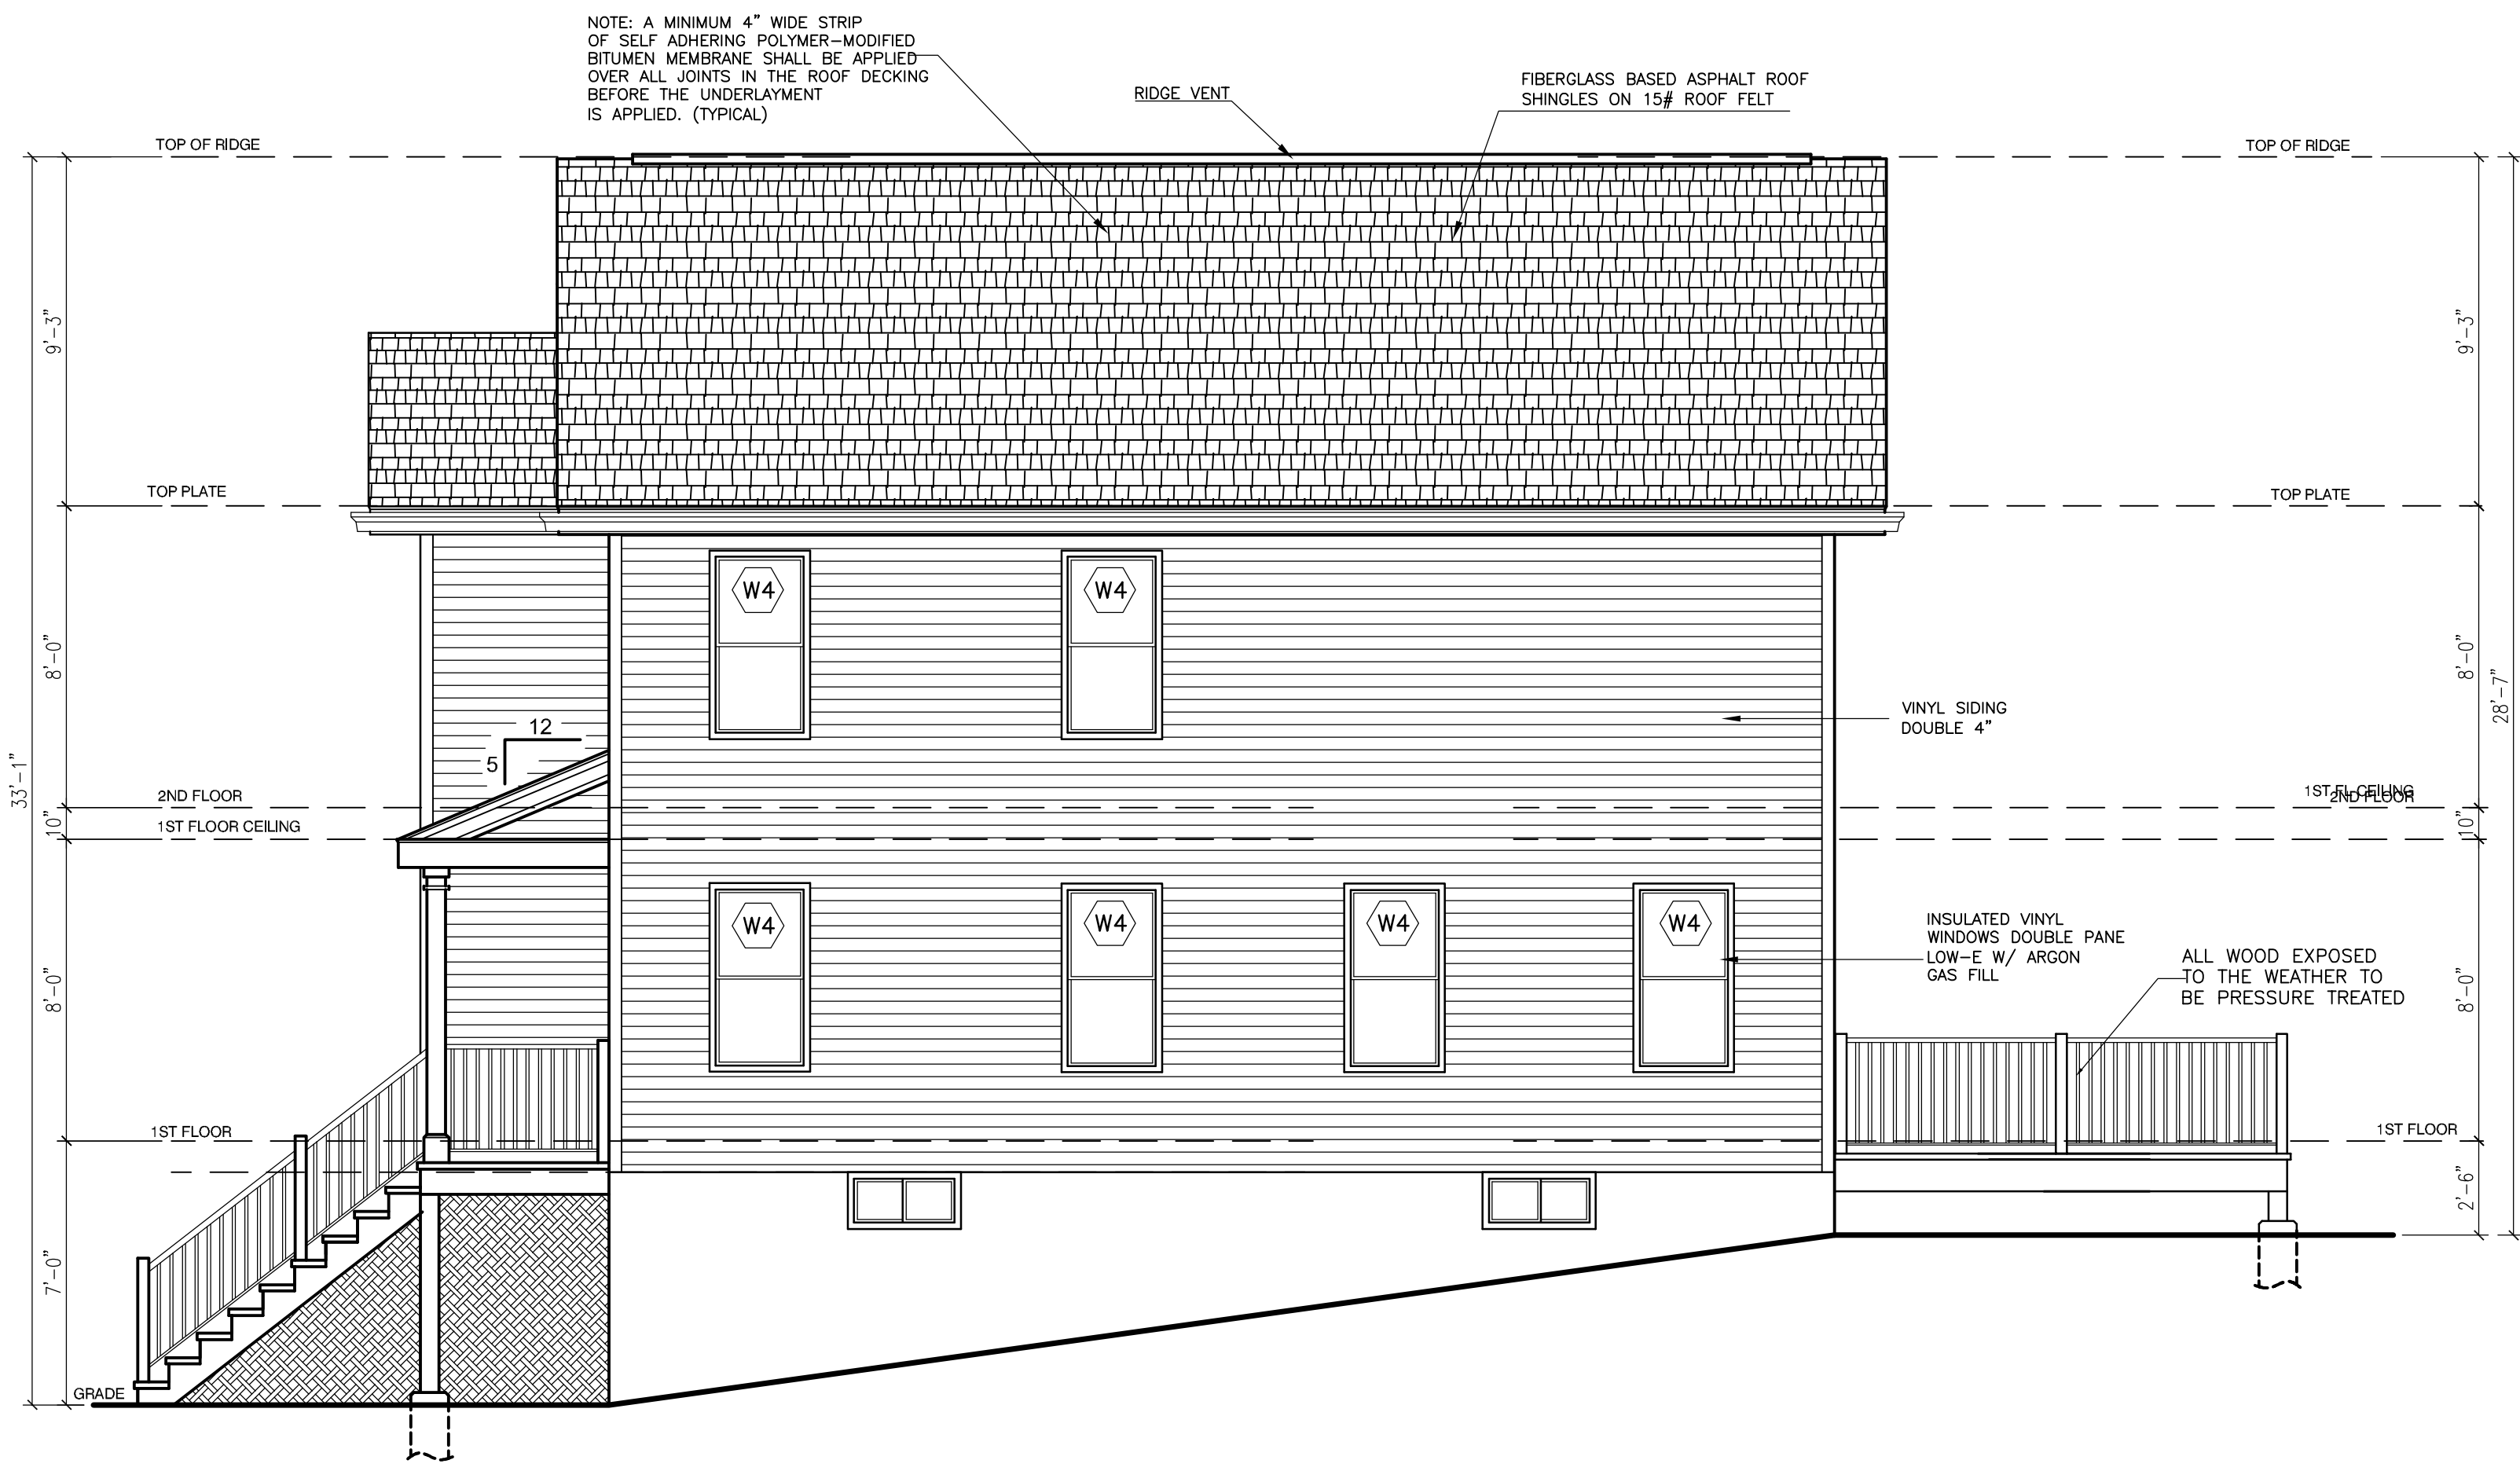 NOTE: A MINIMUM 4” WIDE STRIP
OF SELF ADHERING POLYMER-MODIFIED
BITUMEN MEMBRANE SHALL BE APPLIED
OVER ALL JOINTS IN THE ROOF DECKING
BEFORE THE UNDERLAYMENT
IS APPLIED. (TYPICAL)
RIDGE VENT
FIBERGLASS BASED ASPHALT ROOF
SHINGLES ON 15# ROOF FELT
TOP OF RIDGE
TOP OF RIDGE
9'-3”
9'-3”
TOP PLATE
TOP PLATE
W4
W4
8'-0”
8'-0”
28'-7”
VINYL SIDING
DOUBLE 4”
12
5
33'-1”
2ND FLOOR
1ST FL CEILING
2ND FLOOR
10”
10”
1ST FLOOR CEILING
W4
W4
W4
W4
INSULATED VINYL
WINDOWS DOUBLE PANE
LOW-E W/ ARGON
GAS FILL
ALL WOOD EXPOSED
TO THE WEATHER TO
BE PRESSURE TREATED
8'-0”
8'-0”
1ST FLOOR
1ST FLOOR
2'-6”
7'-0”
GRADE